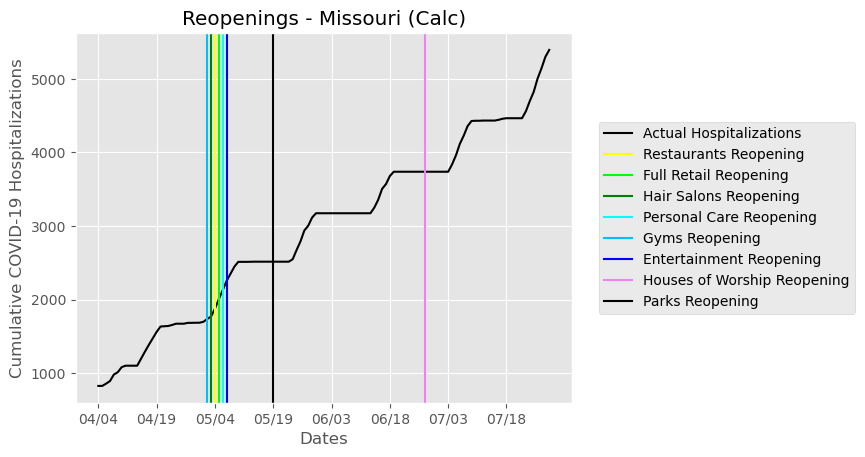 Reopenings - Missouri (Calc)
Cumulative COVID-19 Hospitalizations
5000
4000
3000
2000
1000
04/04 04/19 05/04 05/19 06/03 06/18 07/03 07/18
Dates
Actual Hospitalizations
Restaurants Reopening
Full Retail Reopening
Hair Salons Reopening
Personal Care Reopening
Gyms Reopening
Entertainment Reopening
Houses of Worship Reopening
Parks Reopening